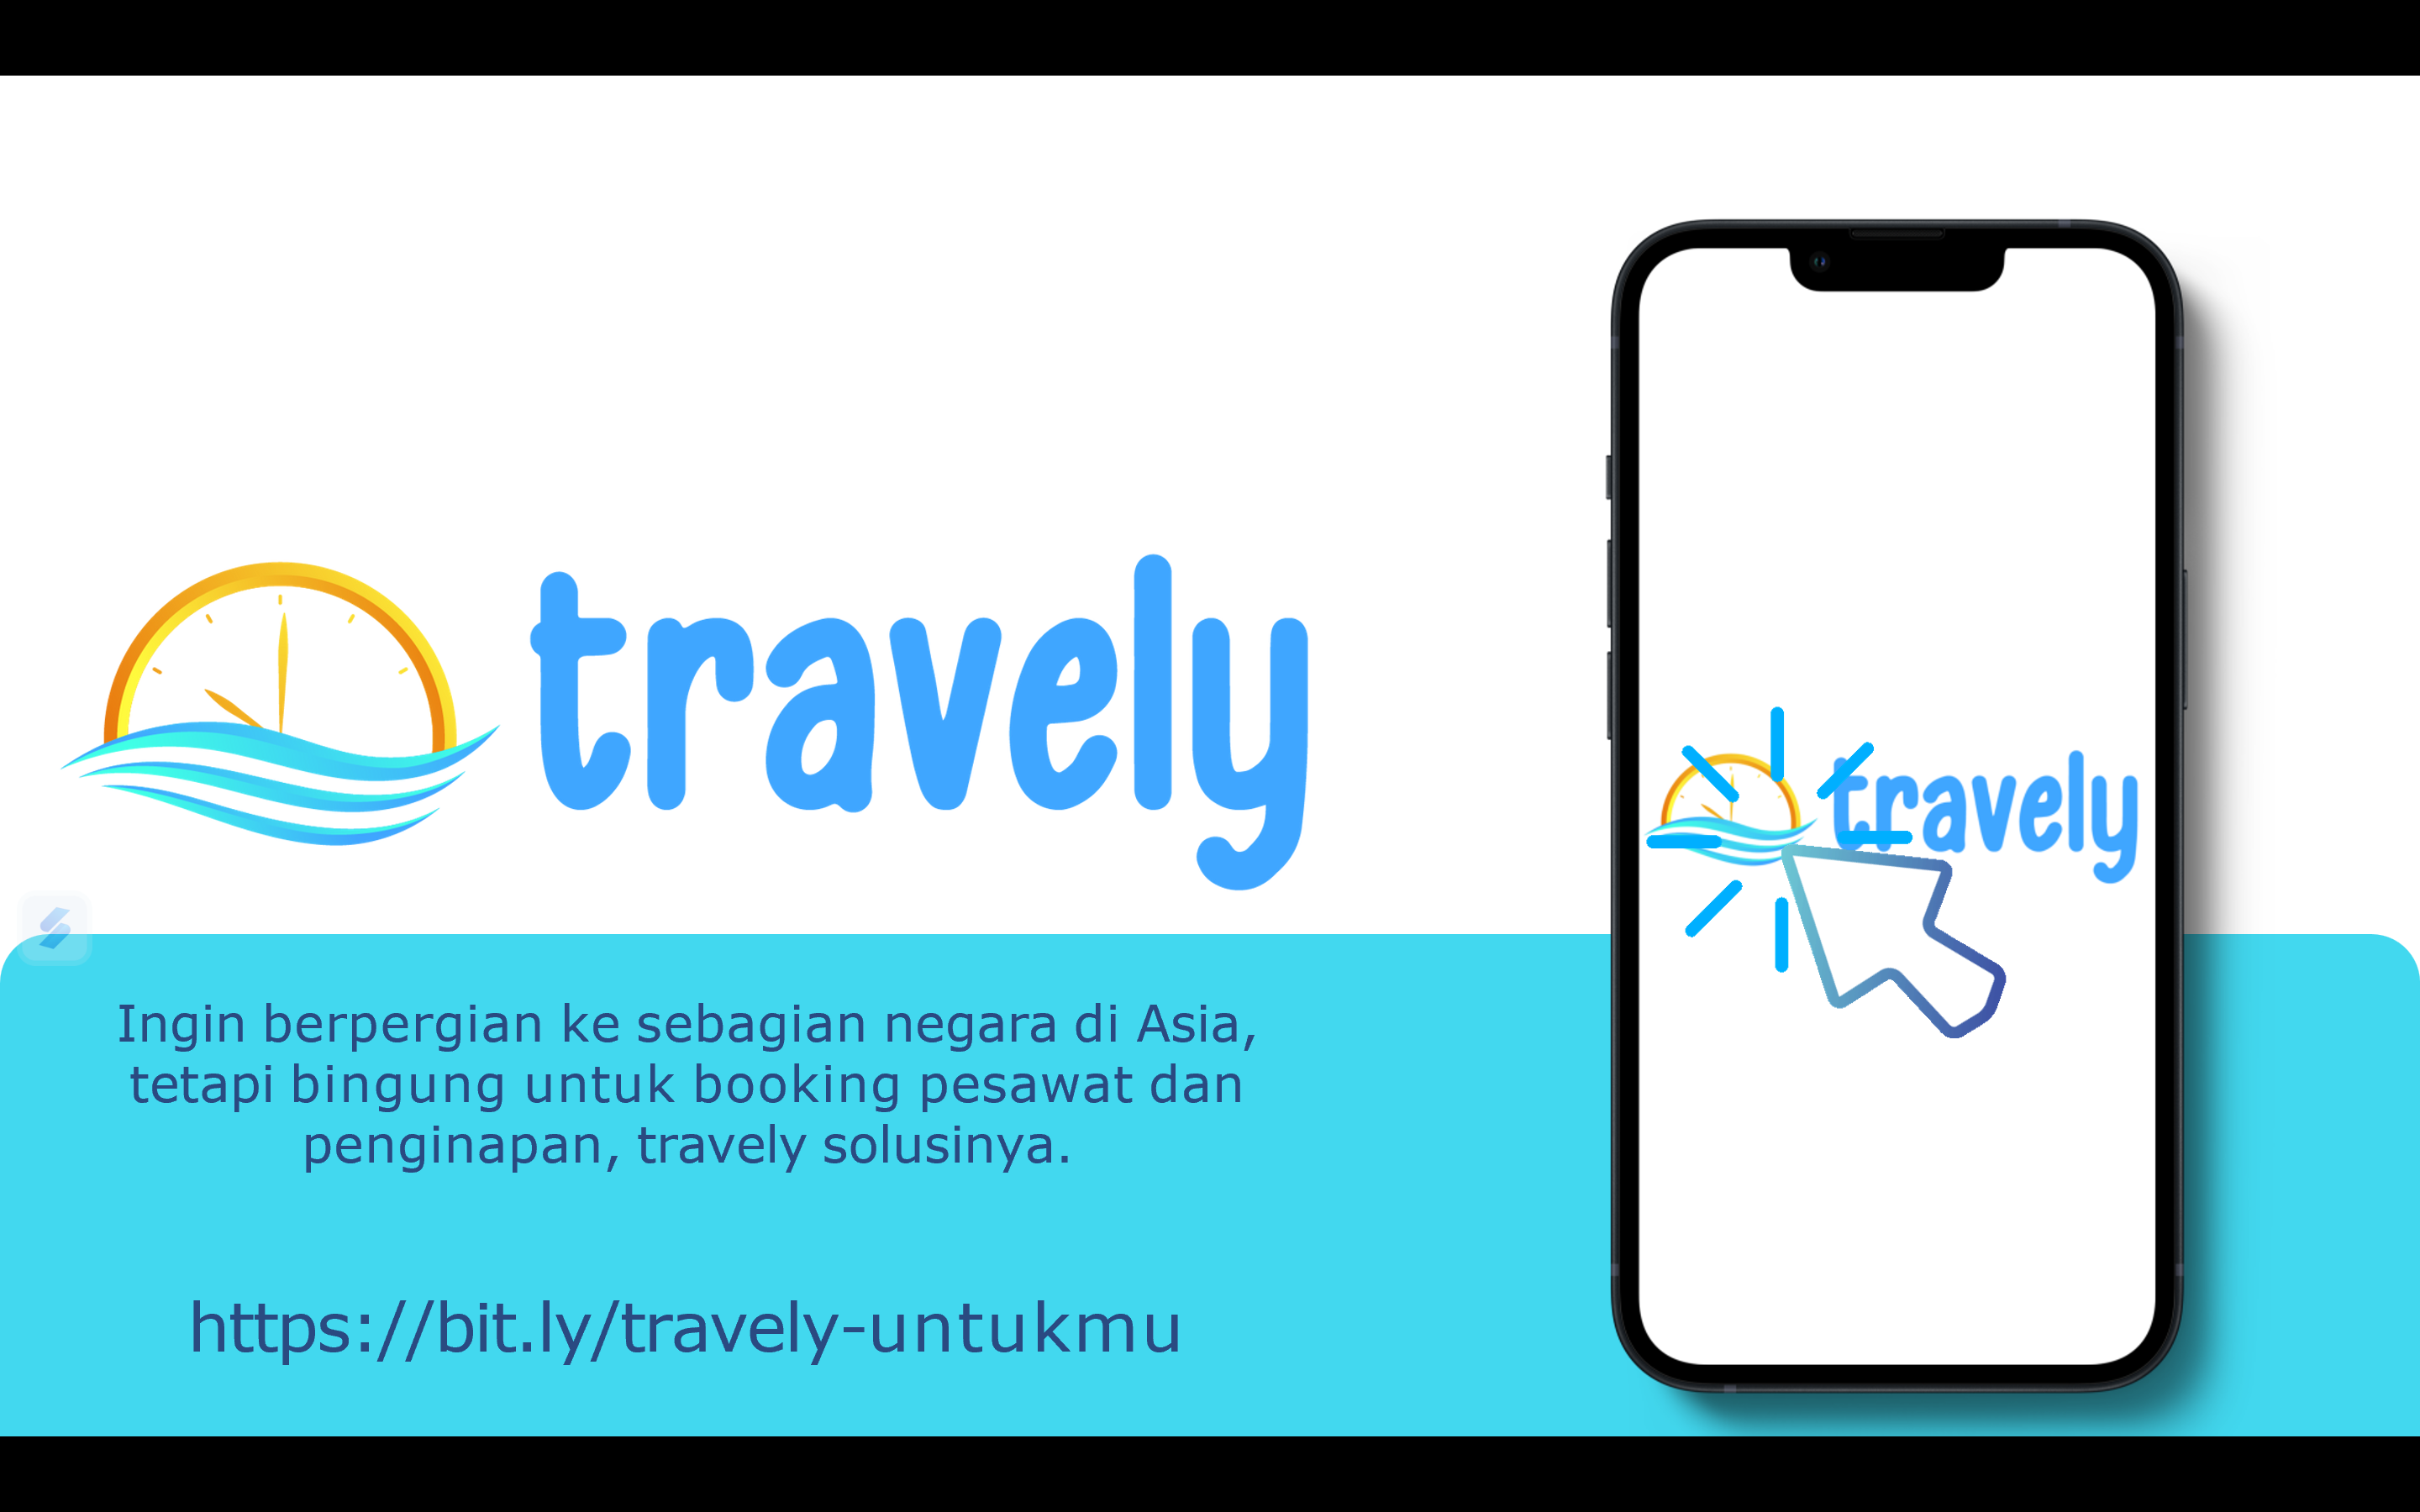 travely
travely
Ingin berpergian ke sebagian negara di Asia,
tetapi bingung untuk booking pesawat dan
penginapan, travely solusinya.
https://bit.ly/travely-untukmu